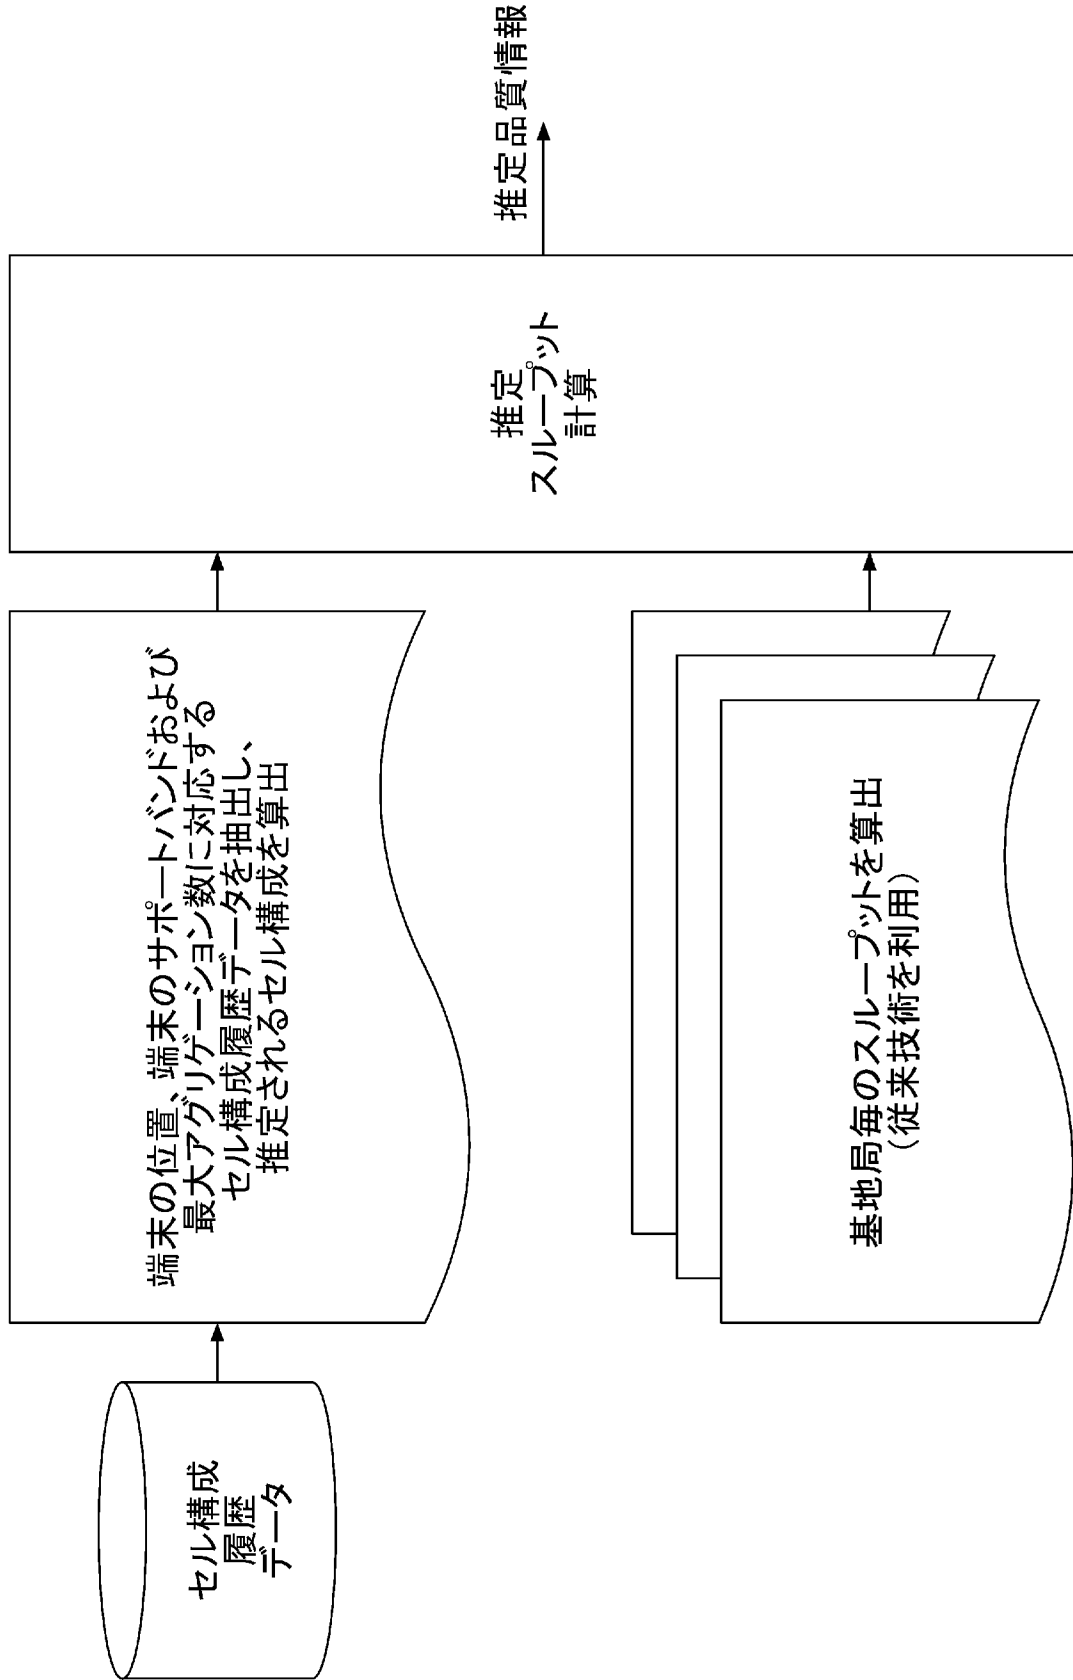 セル構成
履歴
データ
端末の位置、端末のサポートバンドおよび
最大アグリゲーション数に対応する
セル構成履歴データを抽出し、
推定されるセル構成を算出
基地局毎のスループットを算出
（従来技術を利用）
推定
スループット
計算
推定品質情報